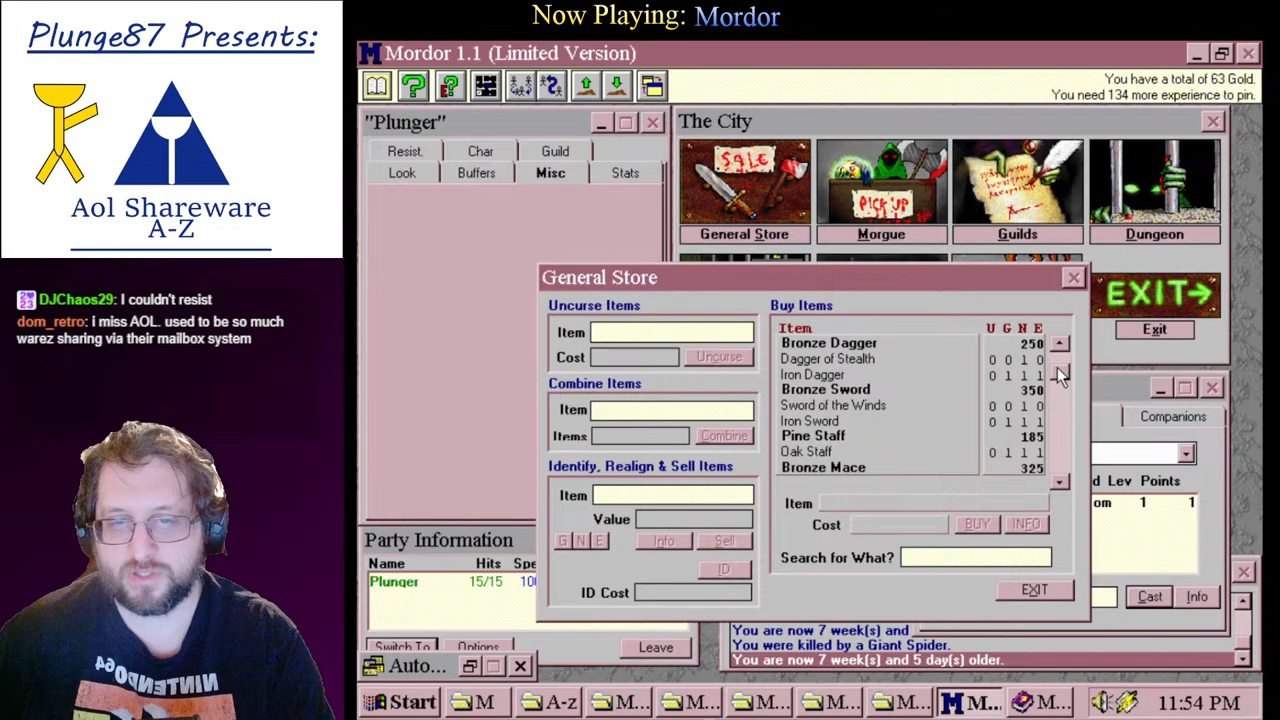 Plunge87 Presents:
Aol Shareware
A-Z
DJChaos29: I couldn't resist
dom_retro: i miss AOL. used to be so much
warez sharing via their mailbox system
NINTENDO64
Now Playing: Mordor
Mordor 1.1 (Limited Version)
You have a total of 63 Gold.
You need 134 more experience to pin.
"Plunger"
Resist. Char Guild
Look Buffers Misc Stats
The City
SALE
PICK UP
General Store Morgue Guilds Dungeon
EXIT
Exit
General Store
Uncurse Items
Item
Cost Uncurse
Combine Items
Item
Items Combine
Identify, Realign & Sell Items
Item
Value
G N E Info Sell
ID
ID Cost
Buy Items
Item U G N E
Bronze Dagger 250
Dagger of Stealth 0 0 1 0
Iron Dagger 0 1 1 1
Bronze Sword 350
Sword of the Winds 0 0 1 0
Iron Sword 0 1 1 1
Pine Staff 185
Oak Staff 0 1 1 1
Bronze Mace 325
Item
Cost BUY INFO
Search for What?
EXIT
Companions
Lev Points
1 1
Cast Info
Party Information
Name Hits
Plunger 15/15
Switch To Options Leave
Auto...
You are now 7 week(s) and
You were killed by a Giant Spider.
You are now 7 week(s) and 5 day(s) older.
Start M A-z M... M... M... M... M... M... M... 11:54 PM